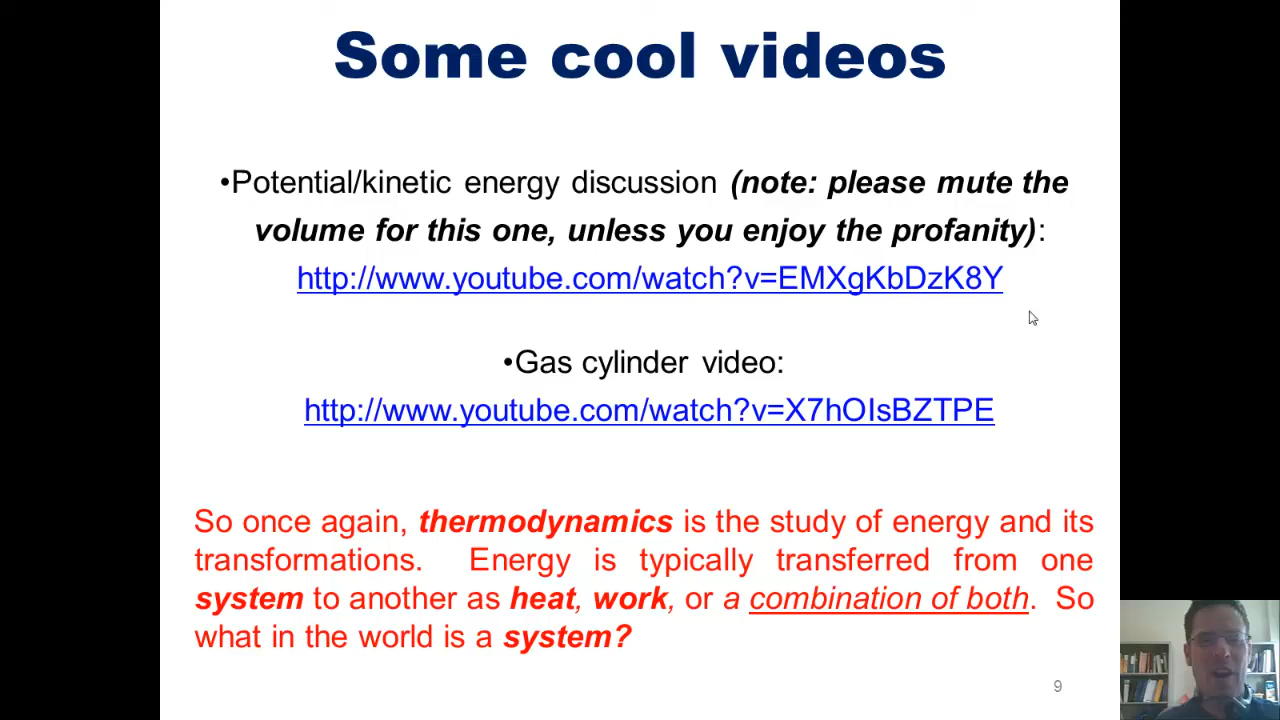 Some cool videos
•Potential/kinetic energy discussion (note: please mute the
volume for this one, unless you enjoy the profanity):
http://www.youtube.com/watch?v=EMXgKbDzK8Y
•Gas cylinder video:
http://www.youtube.com/watch?v=X7hOIsBZTPE
So once again, thermodynamics is the study of energy and its
transformations. Energy is typically transferred from one
system to another as heat, work, or a combination of both. So
what in the world is a system?
9